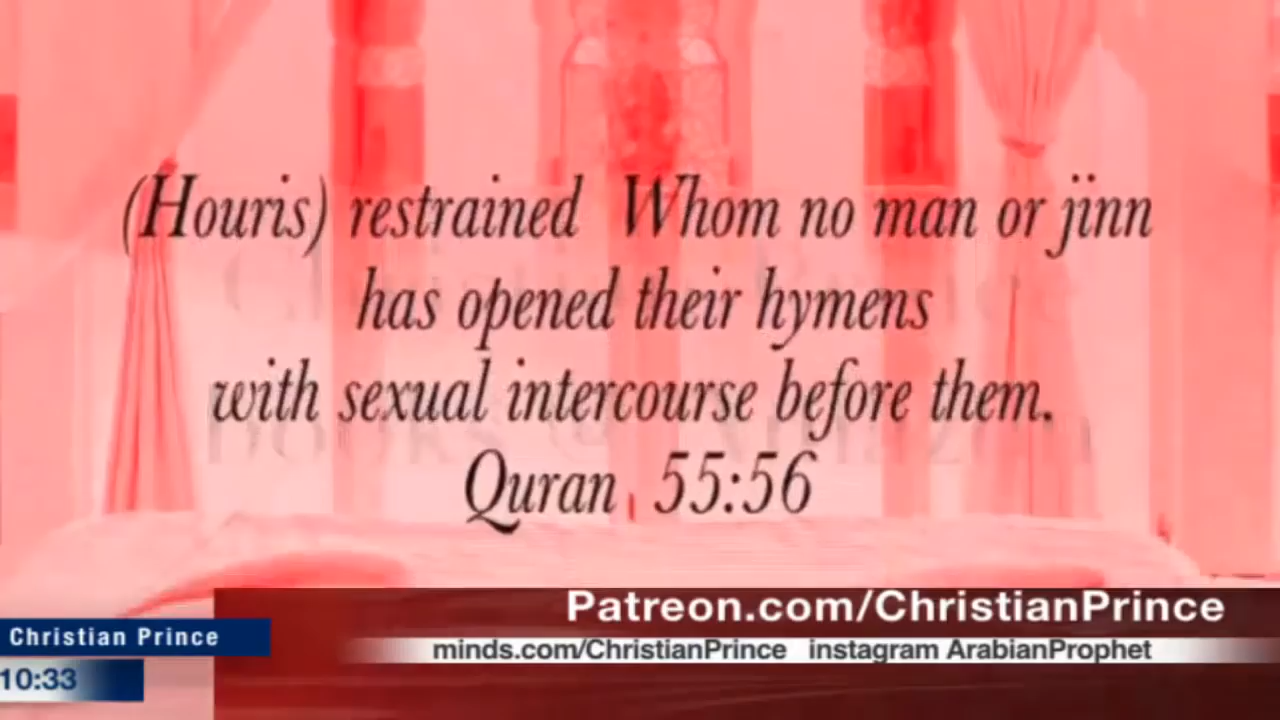 (Houris) restrained Whom no man or jinn
has opened their hymens
with sexual intercourse before them.
Quran 55:56
Patreon.com/ChristianPrince
Christian Prince
minds.com/ChristianPrince instagram ArabianProphet
10:33